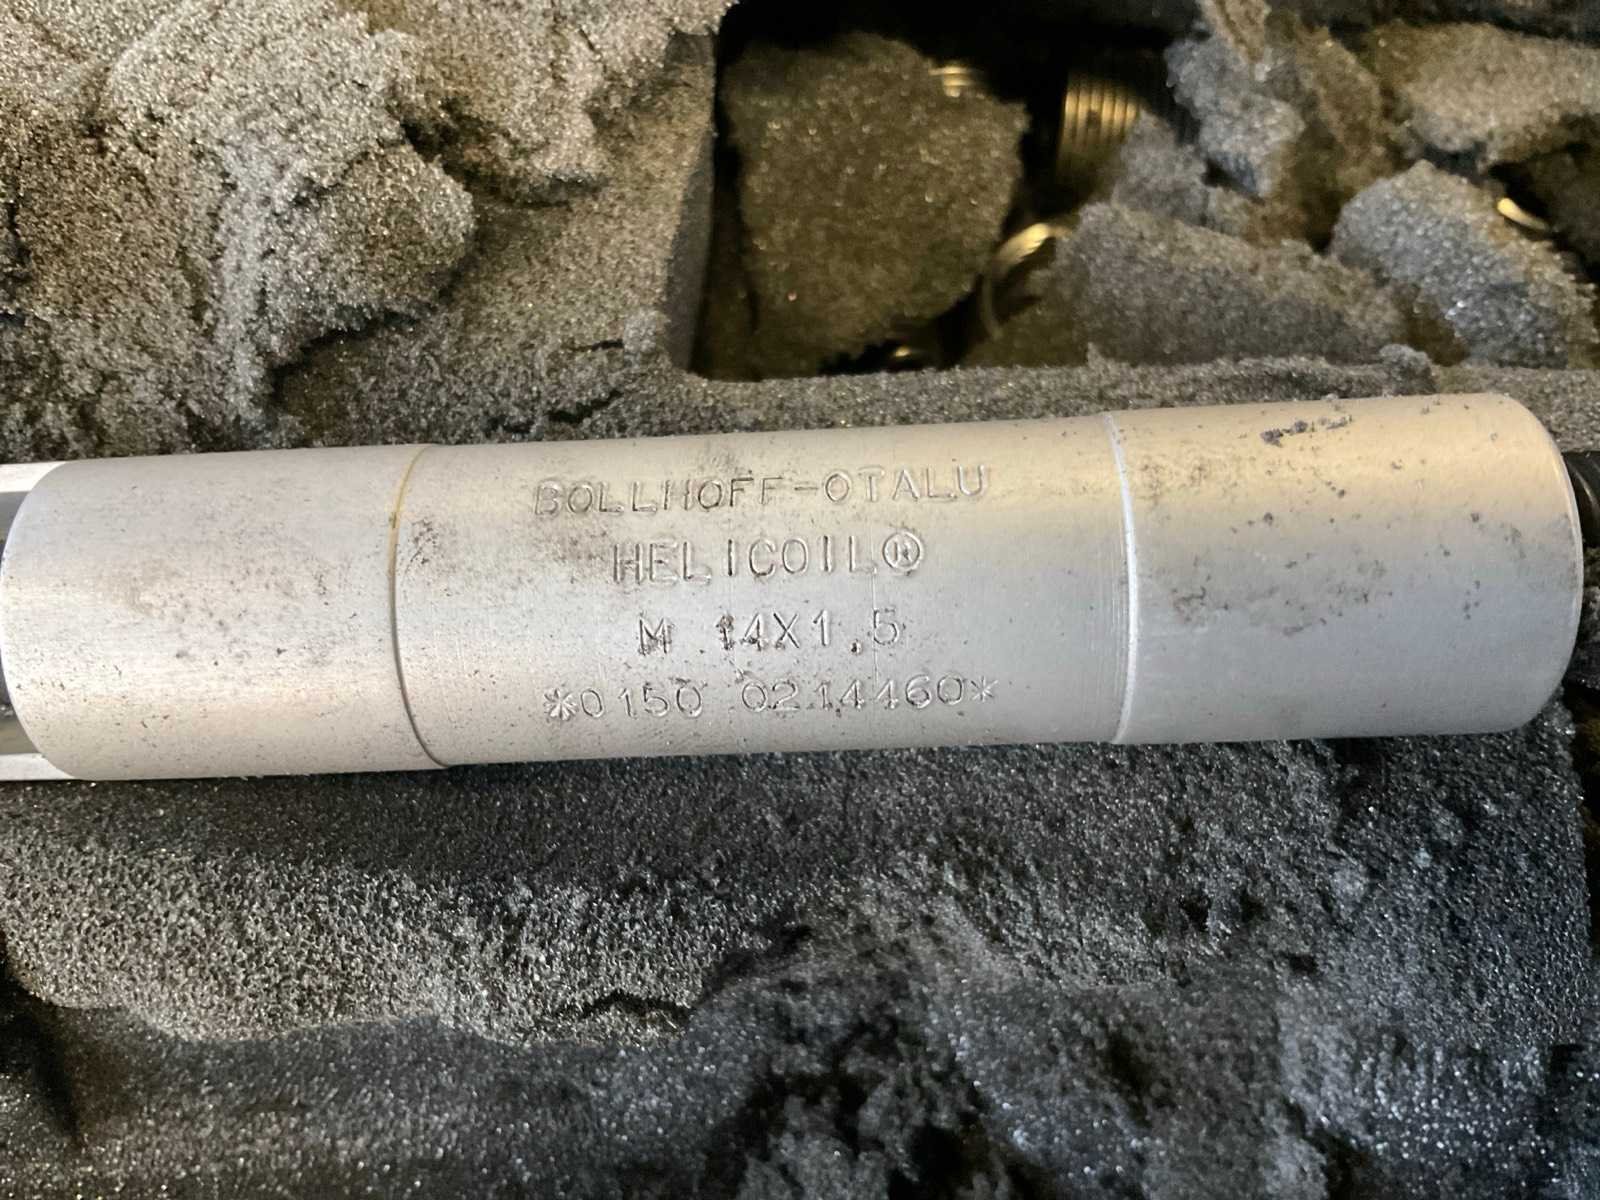 BOLLHOFF-OTALU
HELICOIL®
M 14X1.5
*0150 0214460*